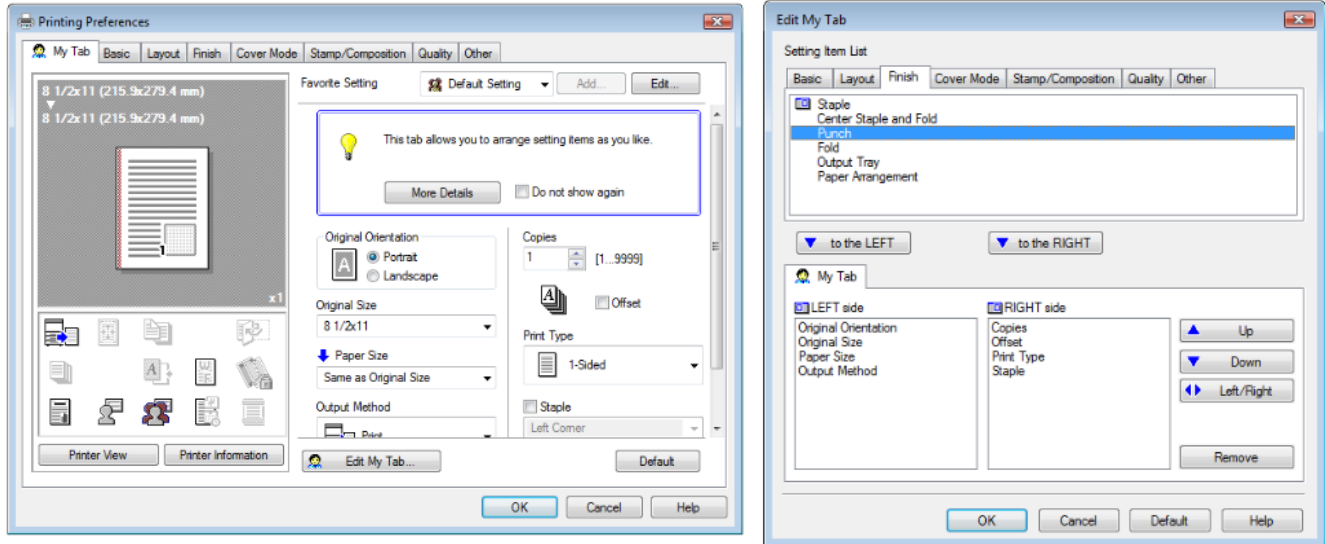 Printing Preferences
My Tab Basic Layout Finish Cover Mode Stamp/Composition Quality Other
8 1/2x11 (215.9x279.4 mm)
8 1/2x11 (215.9x279.4 mm)
1
x1
Printer View Printer Information
Favorite Setting Default Setting Add... Edit...
This tab allows you to arrange setting items as you like.
More Details Do not show again
Original Orientation
A
Portrait
Landscape
Original Size
8 1/2x11
Paper Size
Same as Original Size
Output Method
Print
Copies
1 [1...9999]
A Offset
Print Type
1-Sided
Staple
Left Corner
Edit My Tab... Default
OK Cancel Help
Edit My Tab
Setting Item List
Basic Layout Finish Cover Mode Stamp/Composition Quality Other
Staple
Center Staple and Fold
Punch
Fold
Output Tray
Paper Arrangement
to the LEFT to the RIGHT
My Tab
LEFT side
Original Orientation
Original Size
Paper Size
Output Method
RIGHT side
Copies
Offset
Print Type
Staple
Up
Down
Left/Right
Remove
OK Cancel Default Help